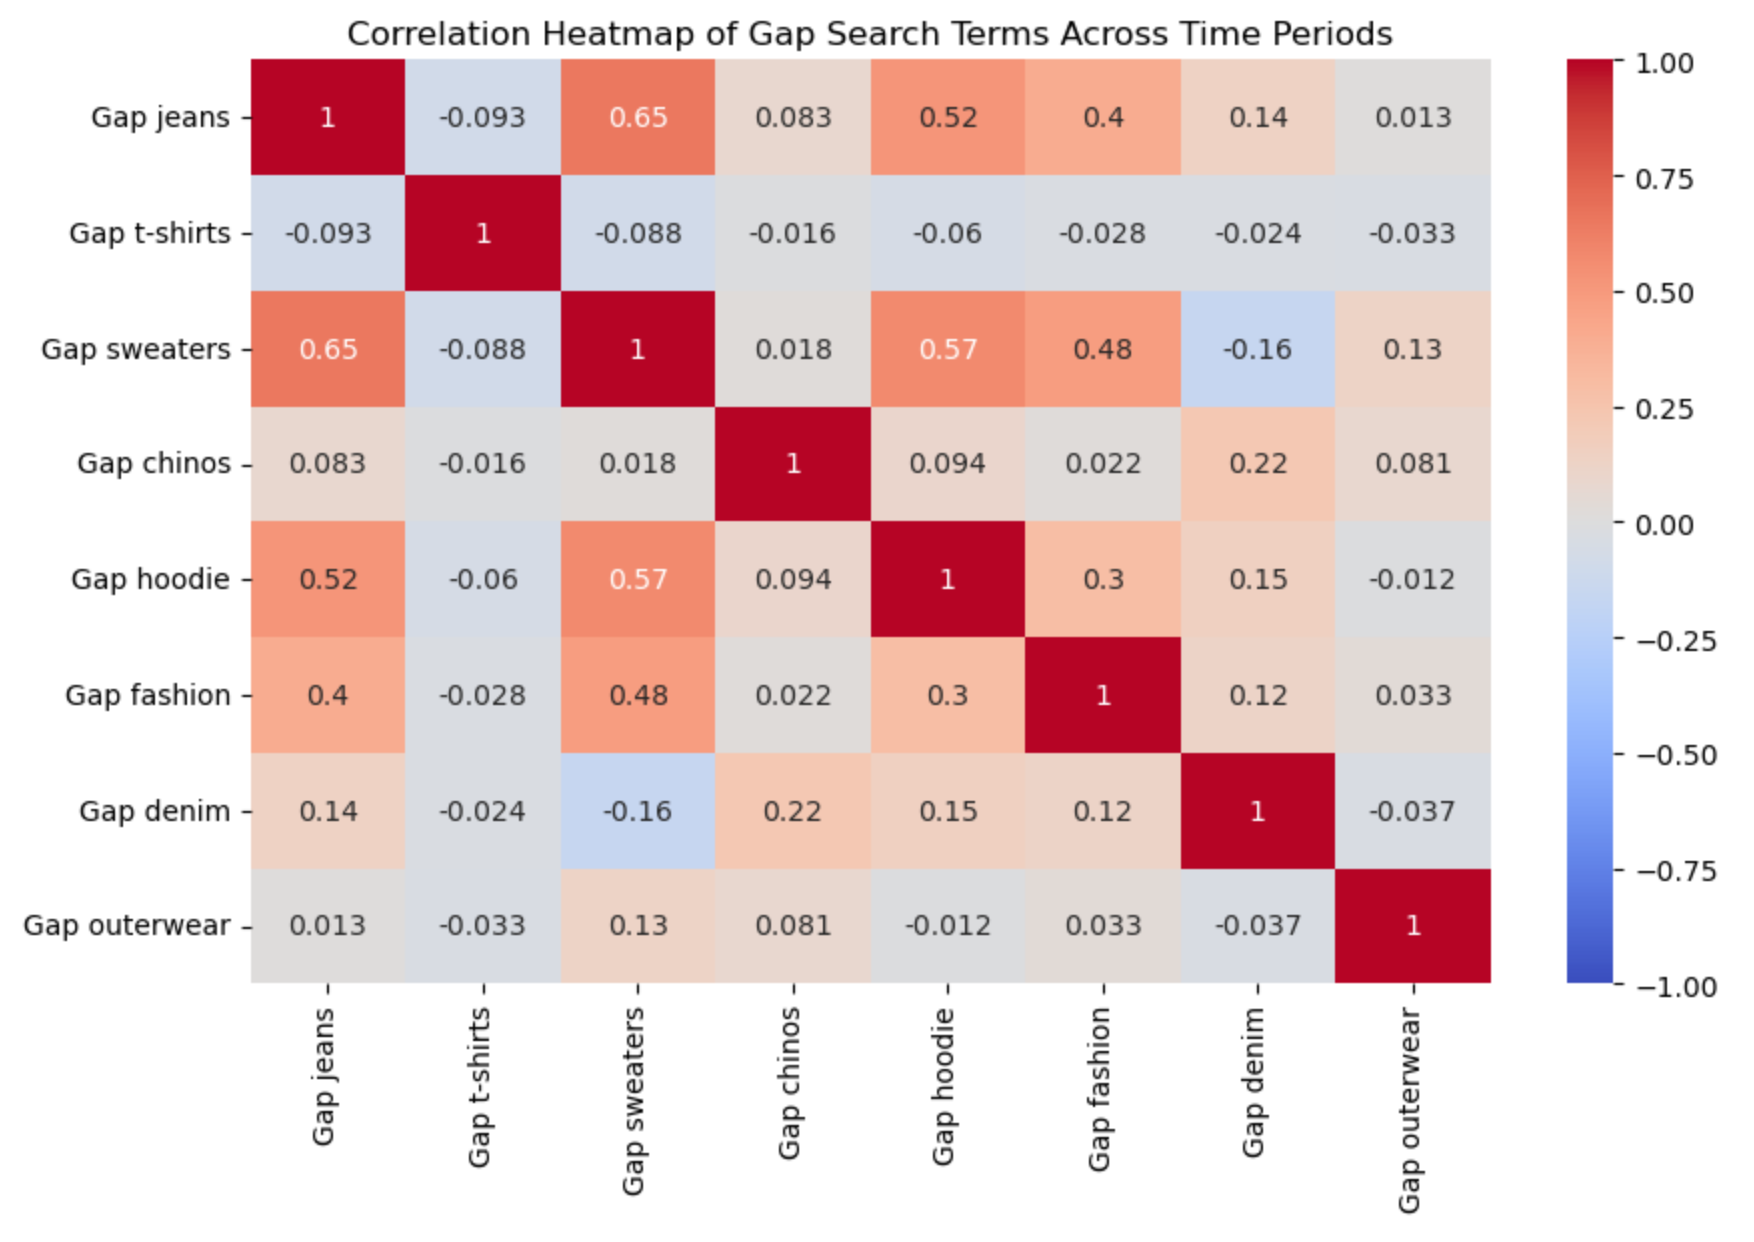 Correlation Heatmap of Gap Search Terms Across Time Periods
Gap jeans 1 -0.093 0.65 0.083 0.52 0.4 0.14 0.013
Gap t-shirts -0.093 1 -0.088 -0.016 -0.06 -0.028 -0.024 -0.033
Gap sweaters 0.65 -0.088 1 0.018 0.57 0.48 -0.16 0.13
Gap chinos 0.083 -0.016 0.018 1 0.094 0.022 0.22 0.081
Gap hoodie 0.52 -0.06 0.57 0.094 1 0.3 0.15 -0.012
Gap fashion 0.4 -0.028 0.48 0.022 0.3 1 0.12 0.033
Gap denim 0.14 -0.024 -0.16 0.22 0.15 0.12 1 -0.037
Gap outerwear 0.013 -0.033 0.13 0.081 -0.012 0.033 -0.037 1
Gap jeans
Gap t-shirts
Gap sweaters
Gap chinos
Gap hoodie
Gap fashion
Gap denim
Gap outerwear
1.00
0.75
0.50
0.25
0.00
−0.25
−0.50
−0.75
−1.00